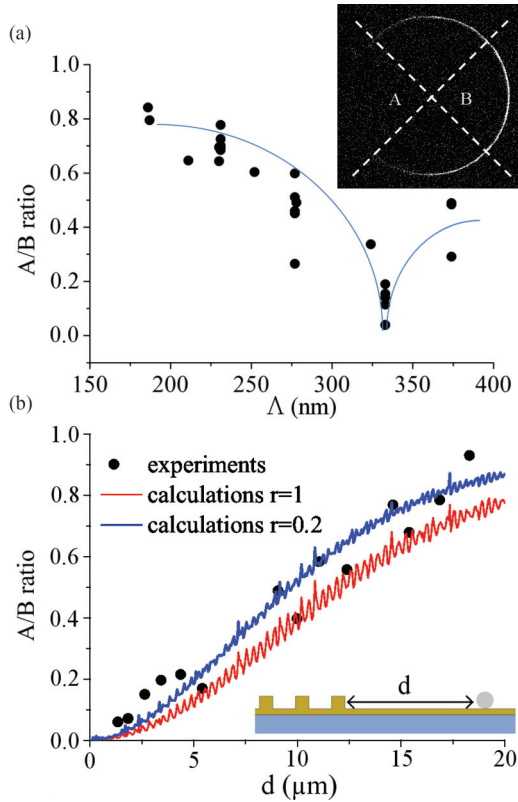 (a)
A
B
1.0
0.8
0.6
0.4
0.2
0.0
A/B ratio
150
200
250
300
350
400
Λ (nm)
(b)
1.0
0.8
0.6
0.4
0.2
0.0
A/B ratio
experiments
calculations r=1
calculations r=0.2
d
0
5
10
15
20
d (µm)